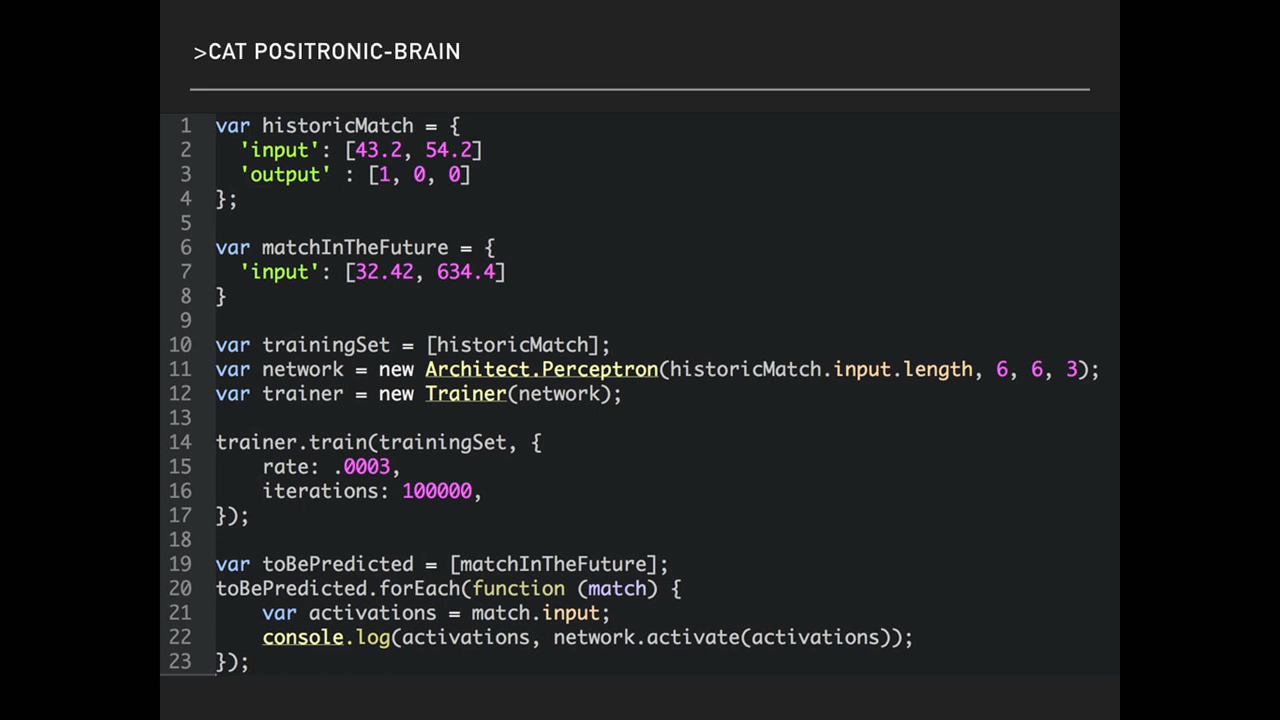 >CAT POSITRONIC-BRAIN
1 var historicMatch = {
2   'input': [43.2, 54.2]
3   'output' : [1, 0, 0]
4 };
5
6 var matchInTheFuture = {
7   'input': [32.42, 634.4]
8 }
9
10 var trainingSet = [historicMatch];
11 var network = new Architect.Perceptron(historicMatch.input.length, 6, 6, 3);
12 var trainer = new Trainer(network);
13
14 trainer.train(trainingSet, {
15     rate: .0003,
16     iterations: 100000,
17 });
18
19 var toBePredicted = [matchInTheFuture];
20 toBePredicted.forEach(function (match) {
21     var activations = match.input;
22     console.log(activations, network.activate(activations));
23 });